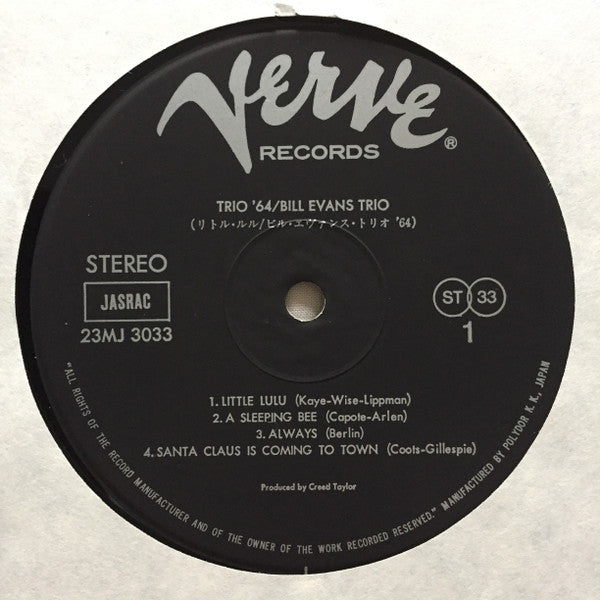 Verve
RECORDS ®
TRIO '64/BILL EVANS TRIO
(リトル・ルル/ビル・エヴァンス・トリオ '64)
STEREO
JASRAC
23MJ 3033
ST 33
1
1. LITTLE LULU (Kaye-Wise-Lippman)
2. A SLEEPING BEE (Capote-Arlen)
3. ALWAYS (Berlin)
4. SANTA CLAUS IS COMING TO TOWN (Coots-Gillespie)
Produced by Creed Taylor
"ALL RIGHTS OF THE RECORD MANUFACTURER AND OF THE OWNER OF THE WORK RECORDED RESERVED." MANUFACTURED BY POLYDOR K. K., JAPAN